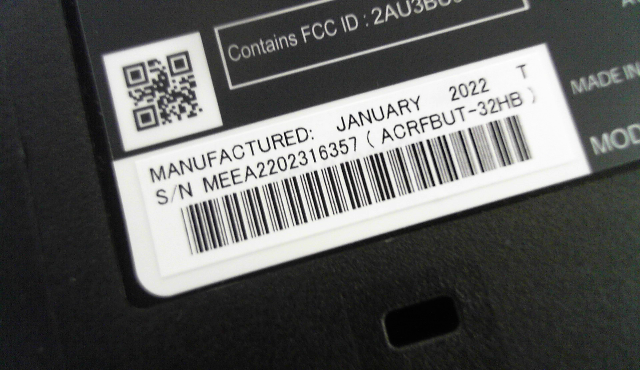 Contains FCC ID : 2AU3B
MANUFACTURED: JANUARY 2022 T
S/N MEEA2202316357 ( ACRFBUT-32HB )
MADE IN
MOD